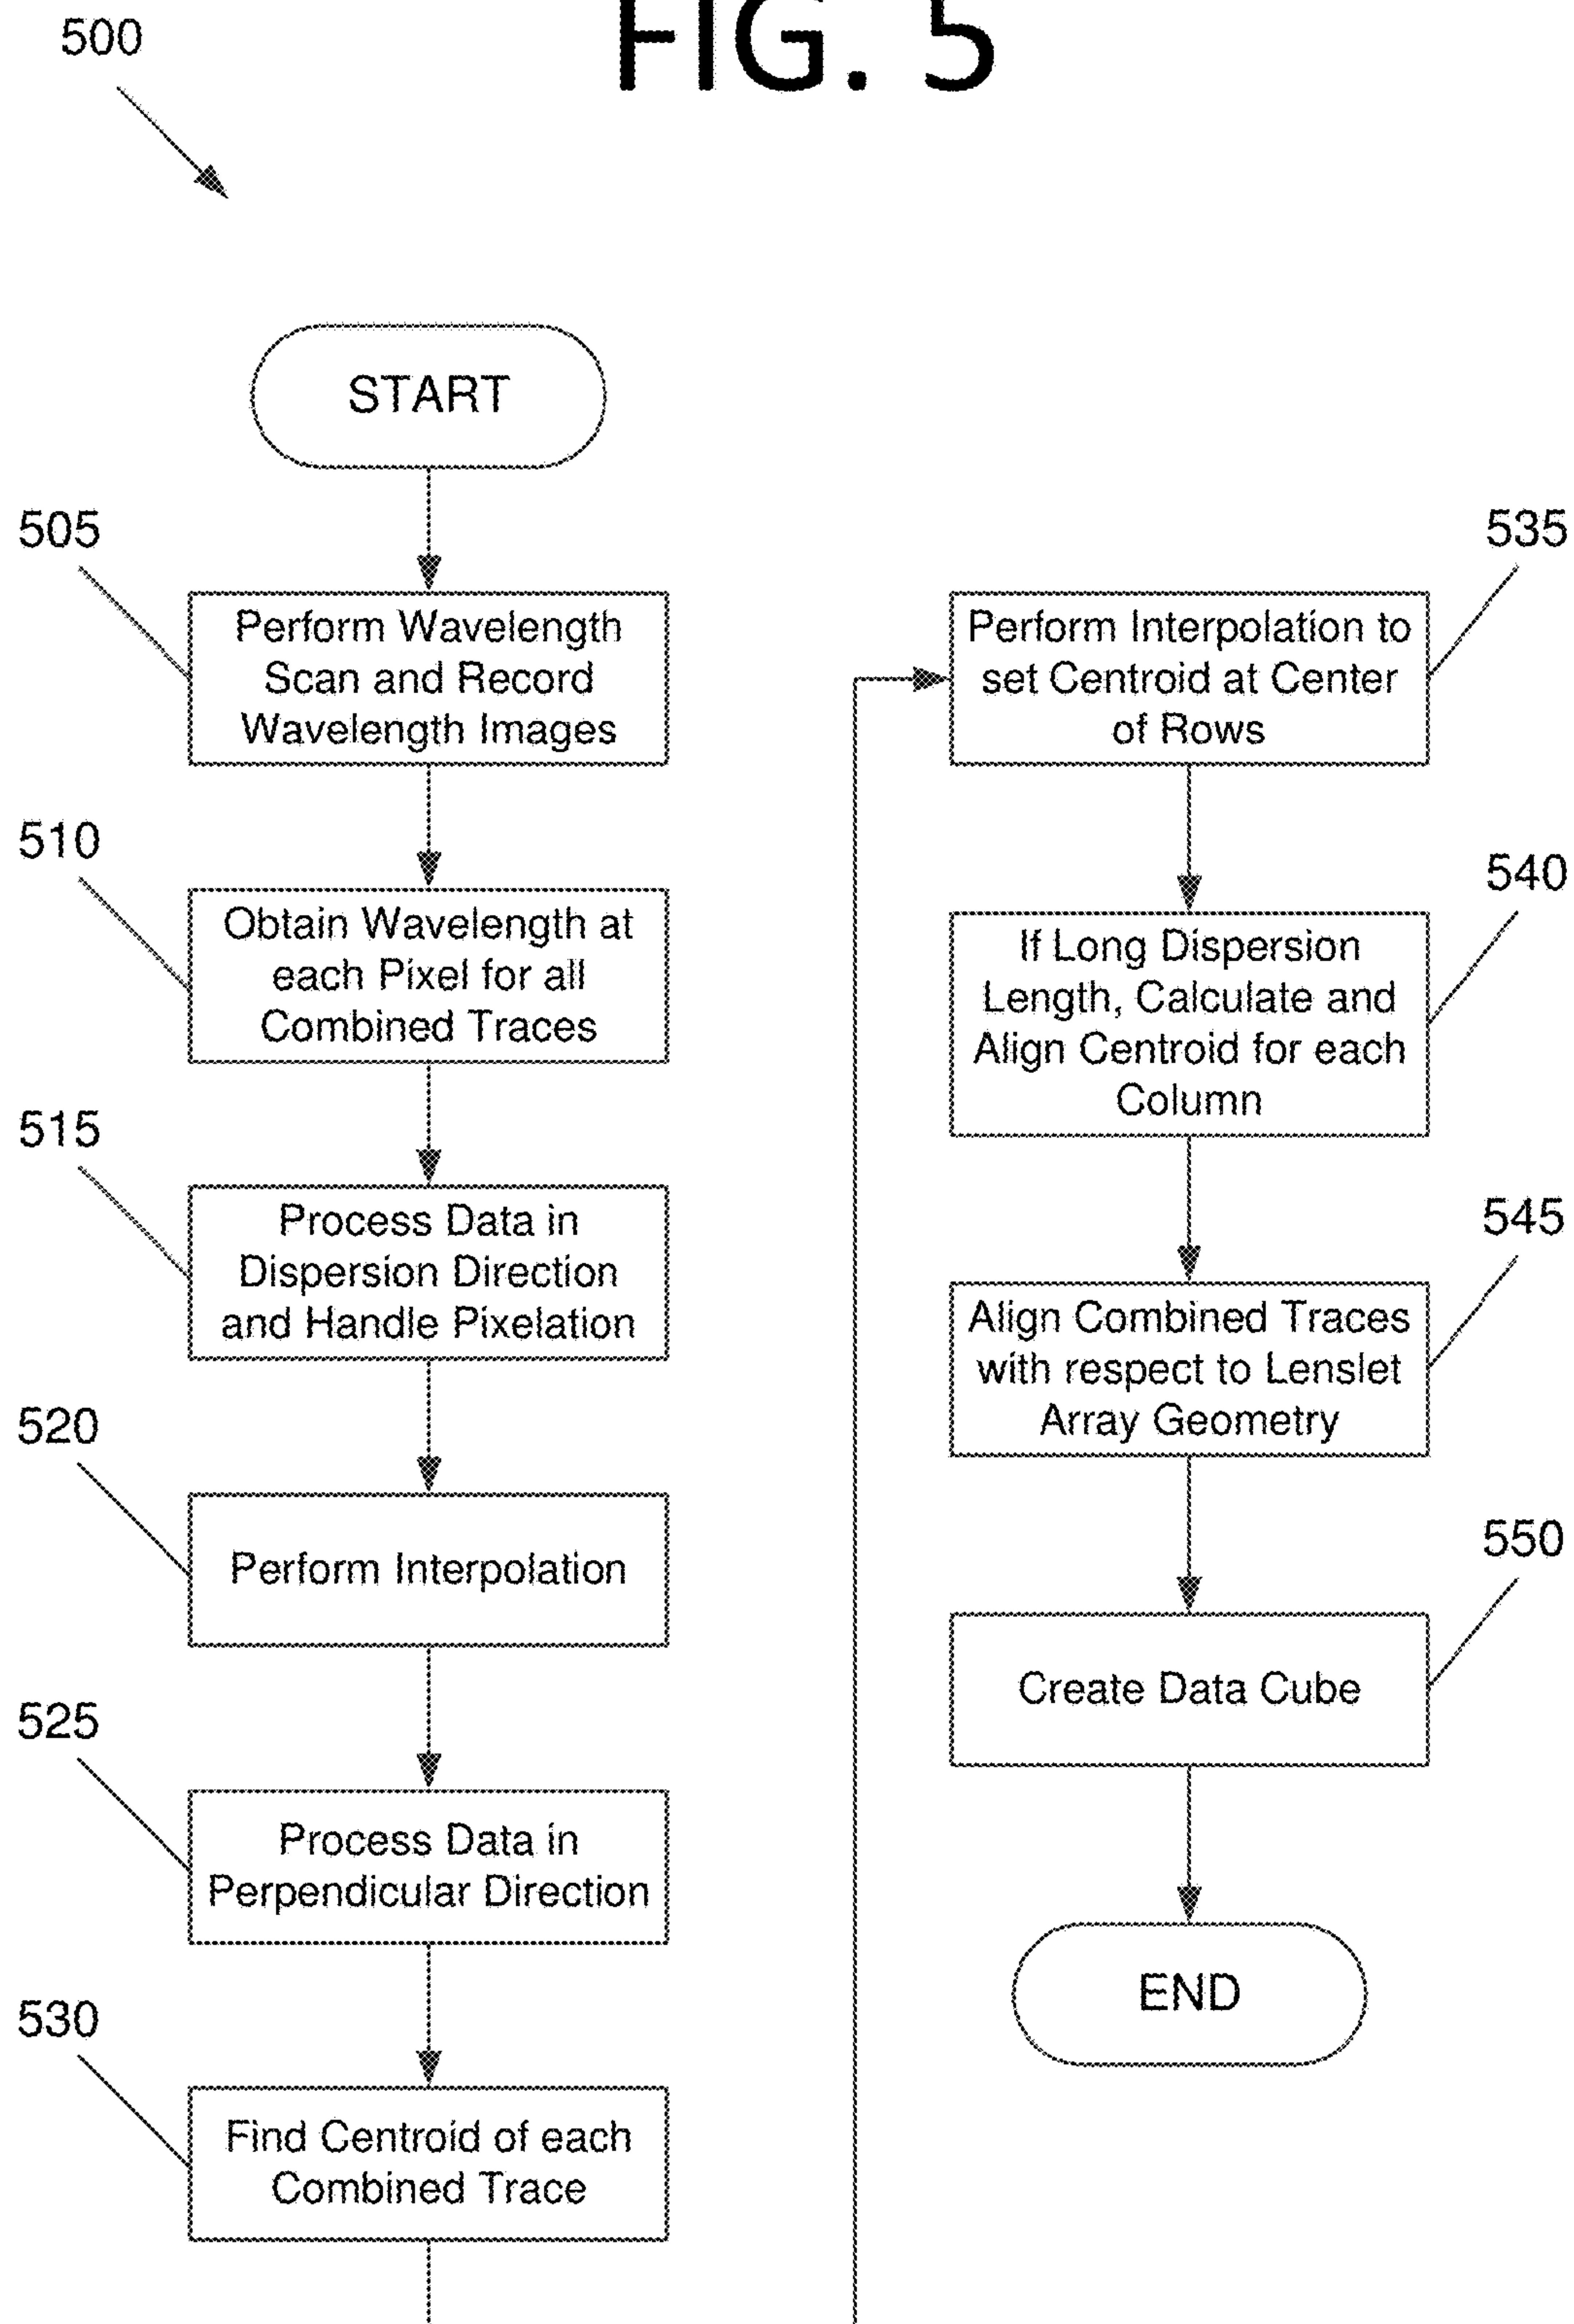 FIG. 5
500
START
505
Perform Wavelength
Scan and Record
Wavelength Images
510
Obtain Wavelength at
each Pixel for all
Combined Traces
515
Process Data in
Dispersion Direction
and Handle Pixelation
520
Perform Interpolation
525
Process Data in
Perpendicular Direction
530
Find Centroid of each
Combined Trace
535
Perform Interpolation to
set Centroid at Center
of Rows
540
If Long Dispersion
Length, Calculate and
Align Centroid for each
Column
545
Align Combined Traces
with respect to Lenslet
Array Geometry
550
Create Data Cube
END